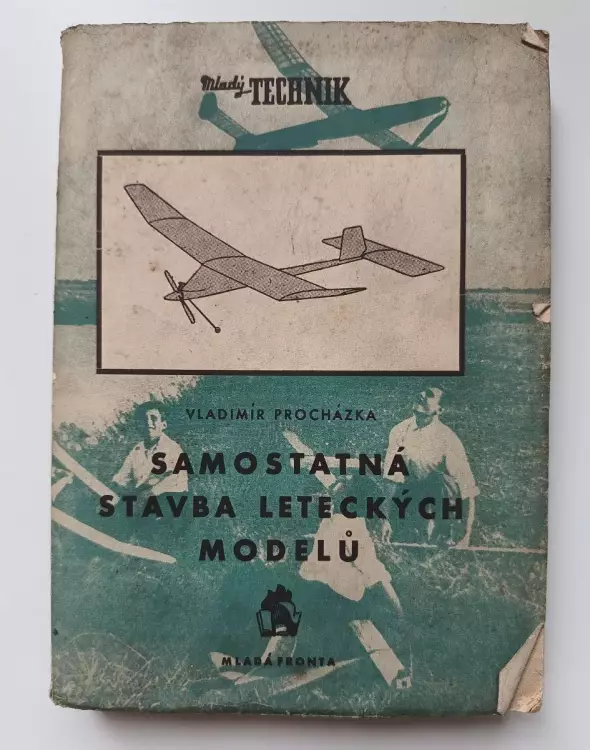 Mladý TECHNIK
VLADIMÍR PROCHÁZKA
SAMOSTATNÁ
STAVBA LETECKÝCH
MODELŮ
MLADÁ FRONTA